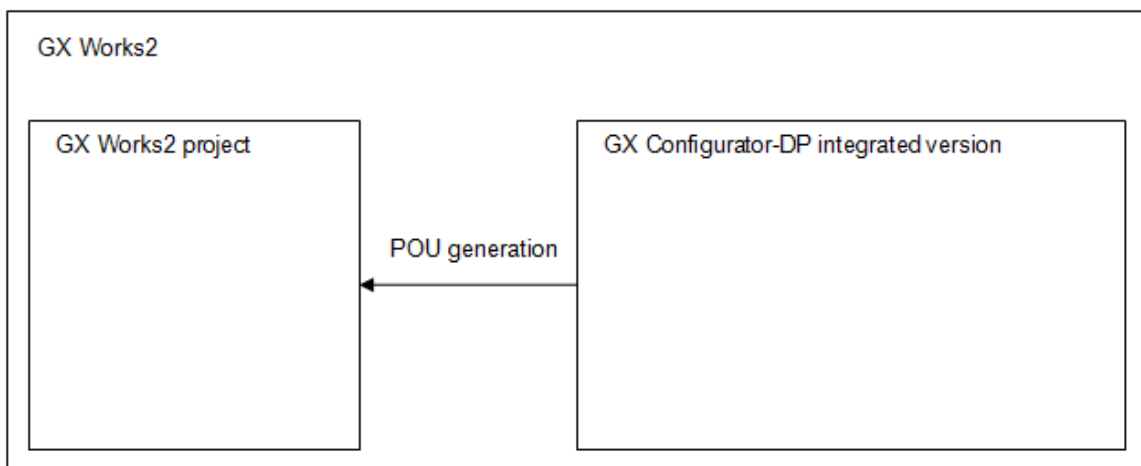 GX Works2
GX Works2 project
GX Configurator-DP integrated version
POU generation